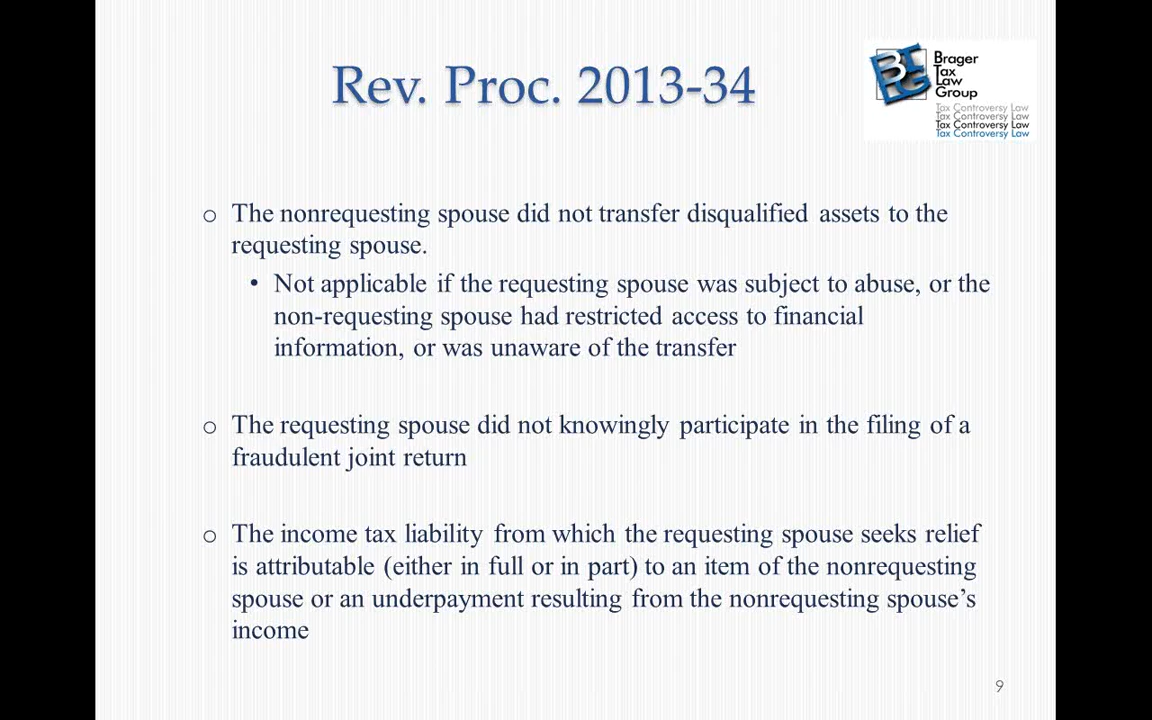 Rev. Proc. 2013-34
Brager
Tax
Law
Group
Tax Controversy Law
Tax Controversy Law
Tax Controversy Law
Tax Controversy Law
o The nonrequesting spouse did not transfer disqualified assets to the
requesting spouse.
• Not applicable if the requesting spouse was subject to abuse, or the
non-requesting spouse had restricted access to financial
information, or was unaware of the transfer
o The requesting spouse did not knowingly participate in the filing of a
fraudulent joint return
o The income tax liability from which the requesting spouse seeks relief
is attributable (either in full or in part) to an item of the nonrequesting
spouse or an underpayment resulting from the nonrequesting spouse’s
income
9